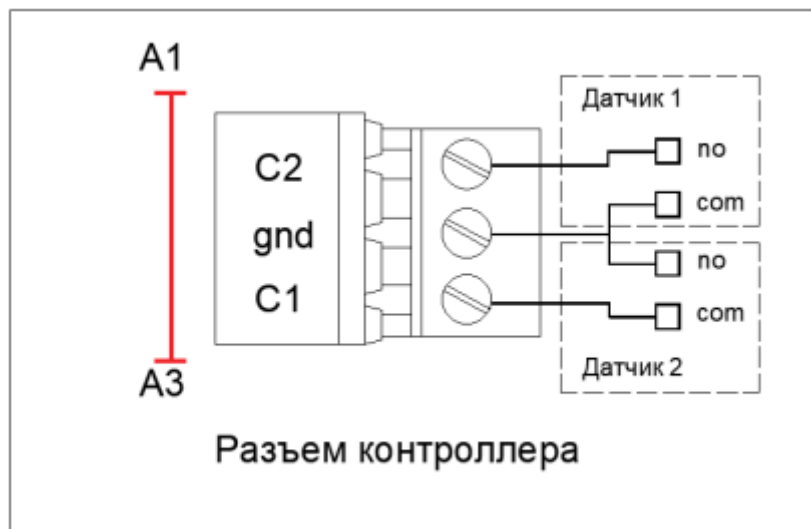 A1
Датчик 1
C2
no
com
gnd
no
C1
com
A3
Датчик 2
Разъем контроллера